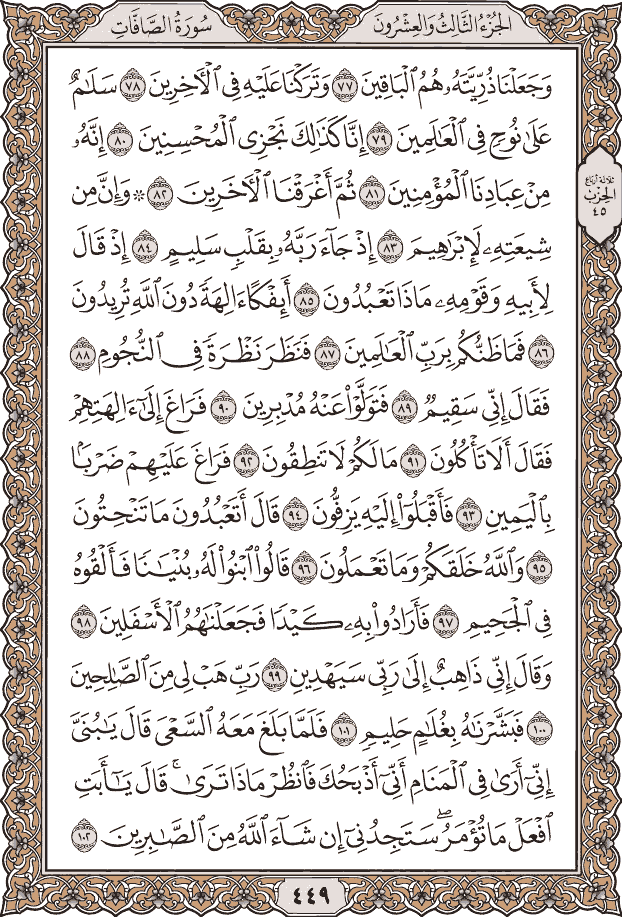 الجزء الثالث والعشرون
سورة الصافات
وَجَعَلْنَا ذُرِّيَّتَهُۥ هُمُ ٱلْبَاقِينَ ٧٧ وَتَرَكْنَا عَلَيْهِ فِى ٱلْـَٔاخِرِينَ ٧٨ سَلَـٰمٌ
عَلَىٰ نُوحٍ فِى ٱلْعَـٰلَمِينَ ٧٩ إِنَّا كَذَٰلِكَ نَجْزِى ٱلْمُحْسِنِينَ ٨٠ إِنَّهُۥ
مِنْ عِبَادِنَا ٱلْمُؤْمِنِينَ ٨١ ثُمَّ أَغْرَقْنَا ٱلْـَٔاخَرِينَ ٨٢ ۞ وَإِنَّ مِن
شِيعَتِهِۦ لَإِبْرَٰهِيمَ ٨٣ إِذْ جَآءَ رَبَّهُۥ بِقَلْبٍ سَلِيمٍ ٨٤ إِذْ قَالَ
لِأَبِيهِ وَقَوْمِهِۦ مَاذَا تَعْبُدُونَ ٨٥ أَئِفْكًا ءَالِهَةً دُونَ ٱللَّهِ تُرِيدُونَ
٨٦ فَمَا ظَنُّكُم بِرَبِّ ٱلْعَـٰلَمِينَ ٨٧ فَنَظَرَ نَظْرَةً فِى ٱلنُّجُومِ ٨٨
فَقَالَ إِنِّى سَقِيمٌ ٨٩ فَتَوَلَّوْا۟ عَنْهُ مُدْبِرِينَ ٩٠ فَرَاغَ إِلَىٰٓ ءَالِهَتِهِمْ
فَقَالَ أَلَا تَأْكُلُونَ ٩١ مَا لَكُمْ لَا تَنطِقُونَ ٩٢ فَرَاغَ عَلَيْهِمْ ضَرْبًۢا
بِٱلْيَمِينِ ٩٣ فَأَقْبَلُوٓا۟ إِلَيْهِ يَزِفُّونَ ٩٤ قَالَ أَتَعْبُدُونَ مَا تَنْحِتُونَ
٩٥ وَٱللَّهُ خَلَقَكُمْ وَمَا تَعْمَلُونَ ٩٦ قَالُوا۟ ٱبْنُوا۟ لَهُۥ بُنْيَـٰنًا فَأَلْقُوهُ
فِى ٱلْجَحِيمِ ٩٧ فَأَرَادُوا۟ بِهِۦ كَيْدًا فَجَعَلْنَـٰهُمُ ٱلْأَسْفَلِينَ ٩٨
وَقَالَ إِنِّى ذَاهِبٌ إِلَىٰ رَبِّى سَيَهْدِينِ ٩٩ رَبِّ هَبْ لِى مِنَ ٱلصَّـٰلِحِينَ
١٠٠ فَبَشَّرْنَـٰهُ بِغُلَـٰمٍ حَلِيمٍ ١٠١ فَلَمَّا بَلَغَ مَعَهُ ٱلسَّعْىَ قَالَ يَـٰبُنَىَّ
إِنِّىٓ أَرَىٰ فِى ٱلْمَنَامِ أَنِّىٓ أَذْبَحُكَ فَٱنظُرْ مَاذَا تَرَىٰ ۚ قَالَ يَـٰٓأَبَتِ
ٱفْعَلْ مَا تُؤْمَرُ ۖ سَتَجِدُنِىٓ إِن شَآءَ ٱللَّهُ مِنَ ٱلصَّـٰبِرِينَ ١٠٢
ثلاثة أرباع
الحزب
٤٥
٤٤٩